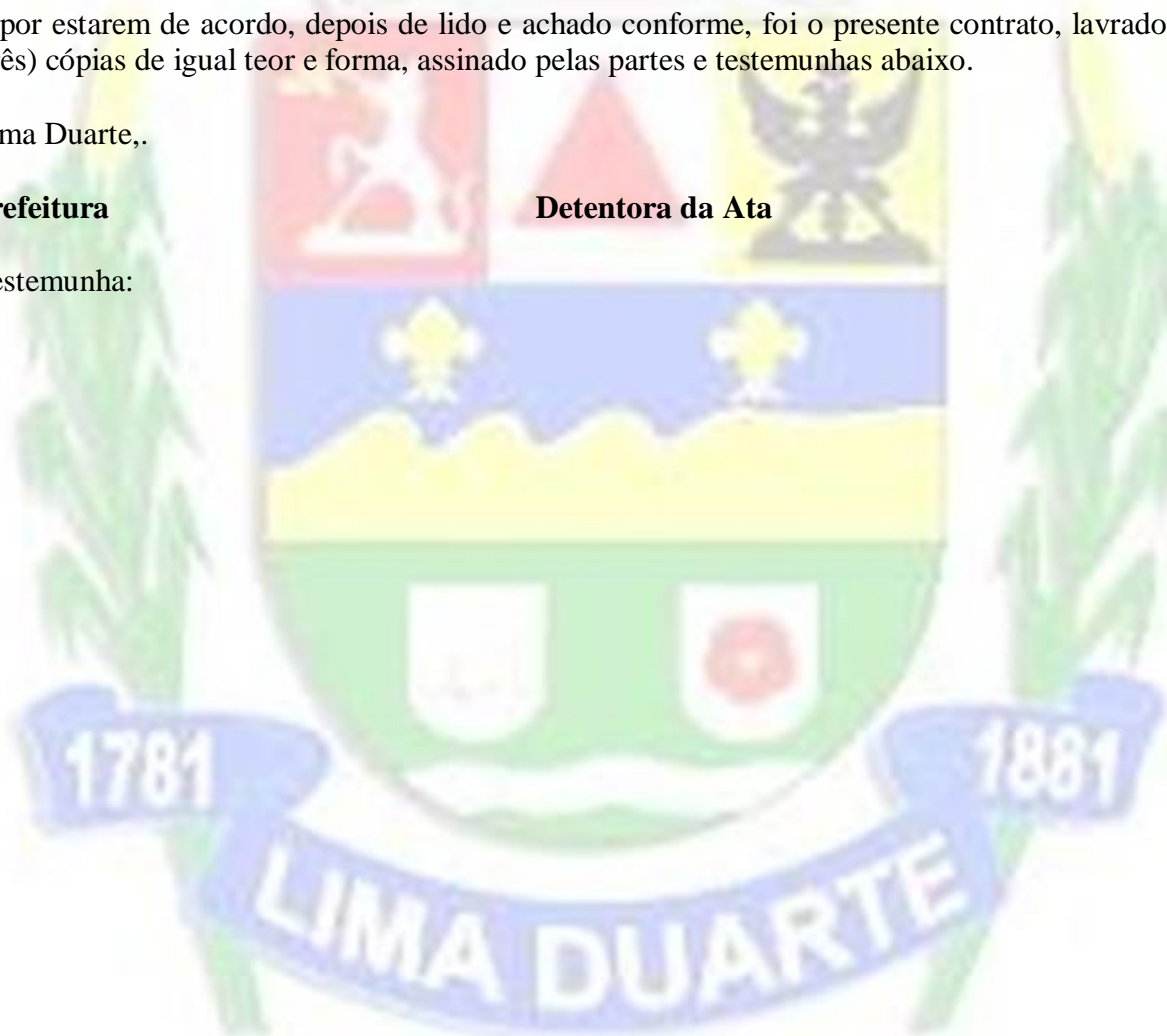 por estarem de acordo, depois de lido e achado conforme, foi o presente contrato, lavrado
ês) cópias de igual teor e forma, assinado pelas partes e testemunhas abaixo.
ma Duarte,.
refeitura Detentora da Ata
estemunha:
1781 1881
LIMA DUARTE